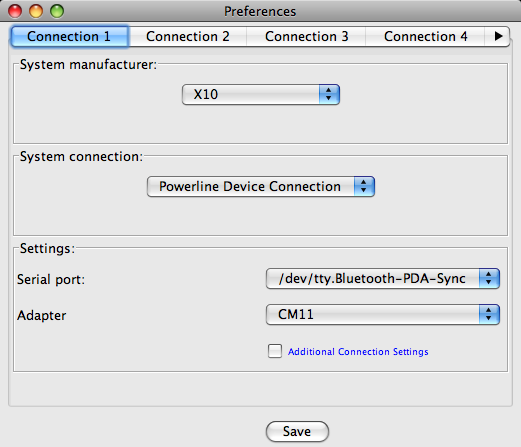 Preferences
Connection 1 Connection 2 Connection 3 Connection 4
System manufacturer:
X10
System connection:
Powerline Device Connection
Settings:
Serial port: /dev/tty.Bluetooth-PDA-Sync
Adapter CM11
Additional Connection Settings
Save